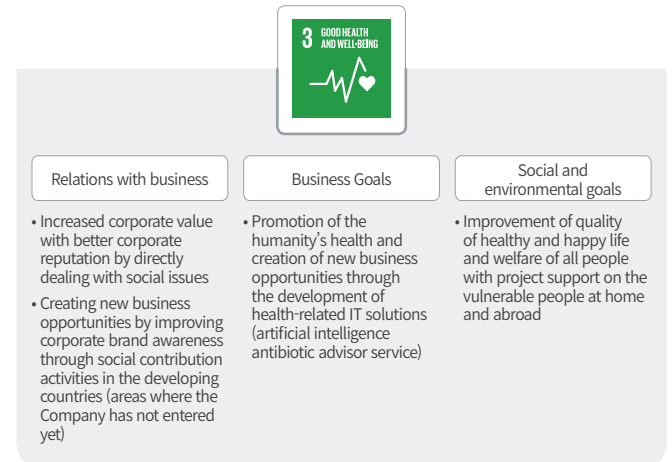 3 GOOD HEALTH
AND WELL-BEING
Relations with business
• Increased corporate value
with better corporate
reputation by directly
dealing with social issues
• Creating new business
opportunities by improving
corporate brand awareness
through social contribution
activities in the developing
countries (areas where the
Company has not entered
yet)
Business Goals
• Promotion of the
humanity's health and
creation of new business
opportunities through
the development of
health-related IT solutions
(artificial intelligence
antibiotic advisor service)
Social and
environmental goals
• Improvement of quality
of healthy and happy life
and welfare of all people
with project support on the
vulnerable people at home
and abroad